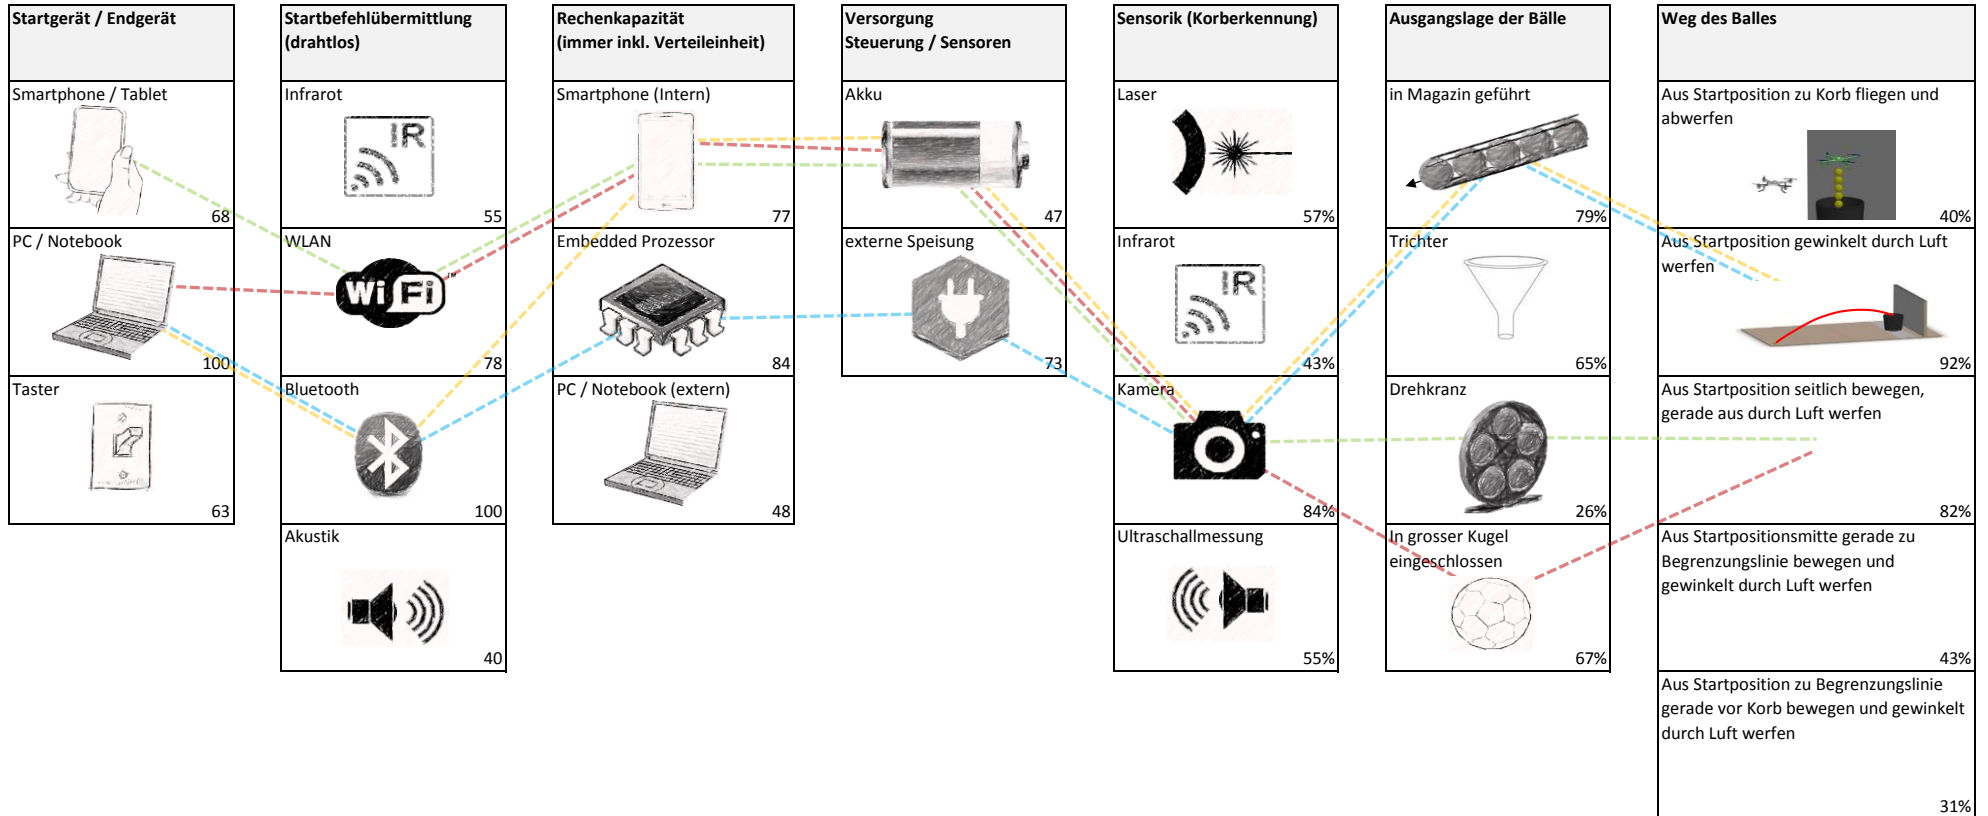 Startgerät / Endgerät
Smartphone / Tablet
68
PC / Notebook
100
Taster
63
Startbefehlübermittlung
(drahtlos)
Infrarot
IR
55
WLAN
Wi Fi ™
78
Bluetooth
100
Akustik
40
Rechenkapazität
(immer inkl. Verteileinheit)
Smartphone (Intern)
77
Embedded Prozessor
84
PC / Notebook (extern)
48
Versorgung
Steuerung / Sensoren
Akku
47
externe Speisung
73
Sensorik (Korberkennung)
Laser
57%
Infrarot
IR
43%
Kamera
84%
Ultraschallmessung
55%
Ausgangslage der Bälle
in Magazin geführt
79%
Trichter
65%
Drehkranz
26%
In grosser Kugel
eingeschlossen
67%
Weg des Balles
Aus Startposition zu Korb fliegen und
abwerfen
40%
Aus Startposition gewinkelt durch Luft
werfen
92%
Aus Startposition seitlich bewegen,
gerade aus durch Luft werfen
82%
Aus Startpositionsmitte gerade zu
Begrenzungslinie bewegen und
gewinkelt durch Luft werfen
43%
Aus Startposition zu Begrenzungslinie
gerade vor Korb bewegen und gewinkelt
durch Luft werfen
31%